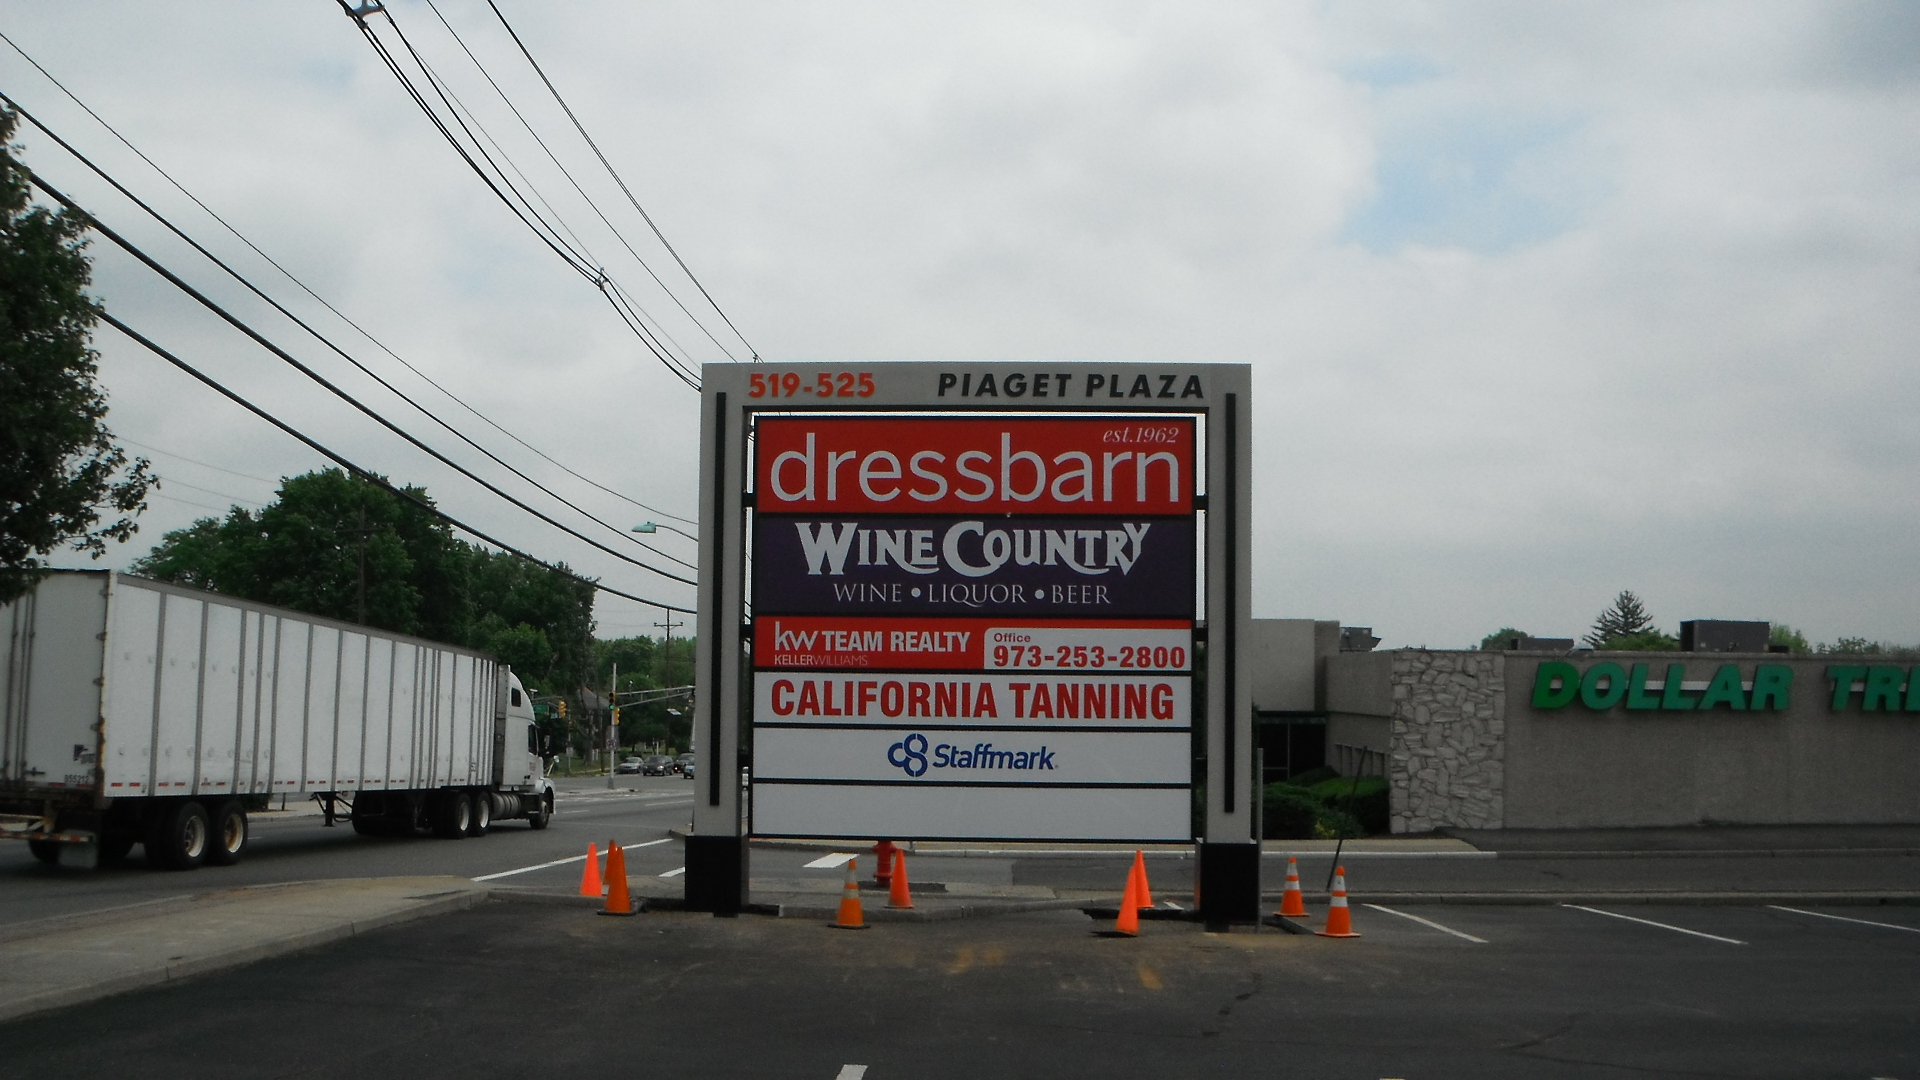 519-525 PIAGET PLAZA
est.1962
dressbarn
WINE COUNTRY
WINE • LIQUOR • BEER
kw TEAM REALTY
KELLERWILLIAMS
Office
973-253-2800
CALIFORNIA TANNING
Staffmark
DOLLAR TRE